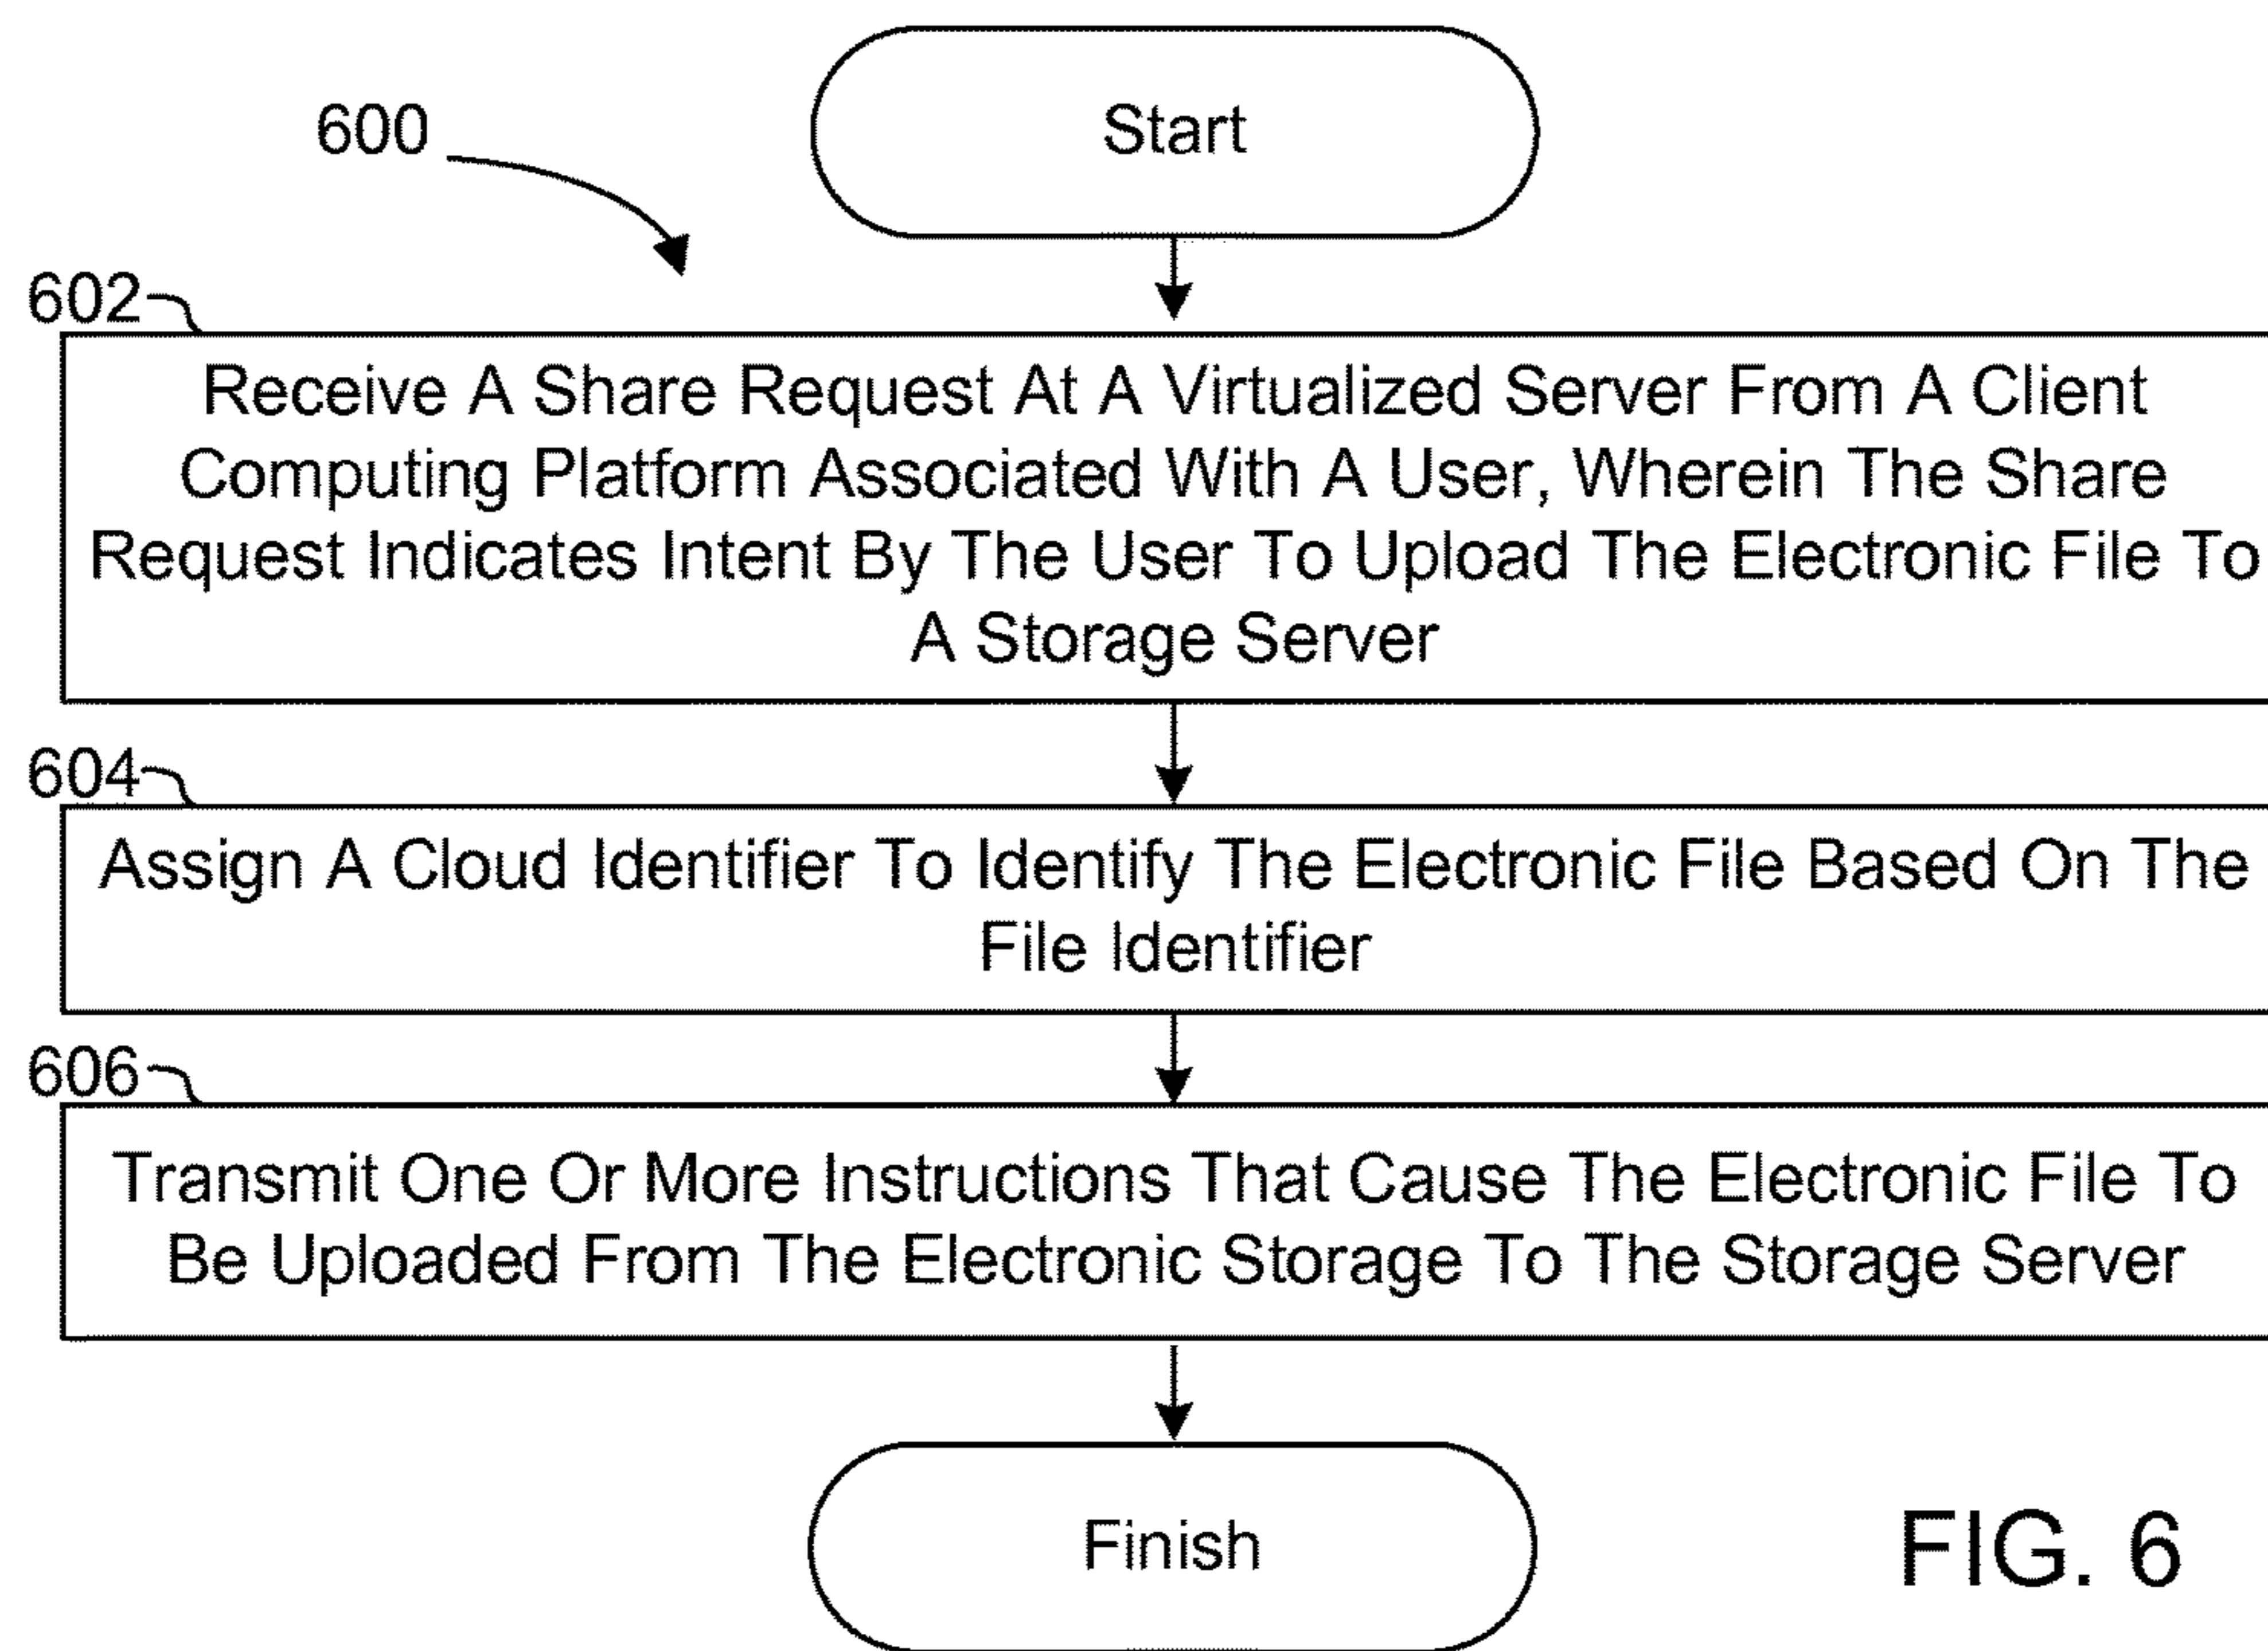 Start
600
602
Receive A Share Request At A Virtualized Server From A Client
Computing Platform Associated With A User, Wherein The Share
Request Indicates Intent By The User To Upload The Electronic File To
A Storage Server
604
Assign A Cloud Identifier To Identify The Electronic File Based On The
File Identifier
606
Transmit One Or More Instructions That Cause The Electronic File To
Be Uploaded From The Electronic Storage To The Storage Server
Finish
FIG. 6